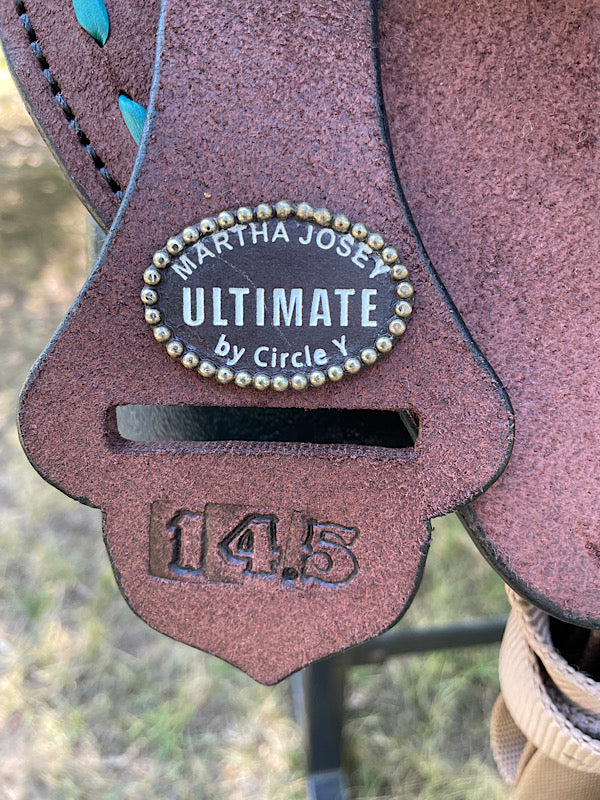 MARTHA JOSEY
ULTIMATE
by Circle Y
14.5